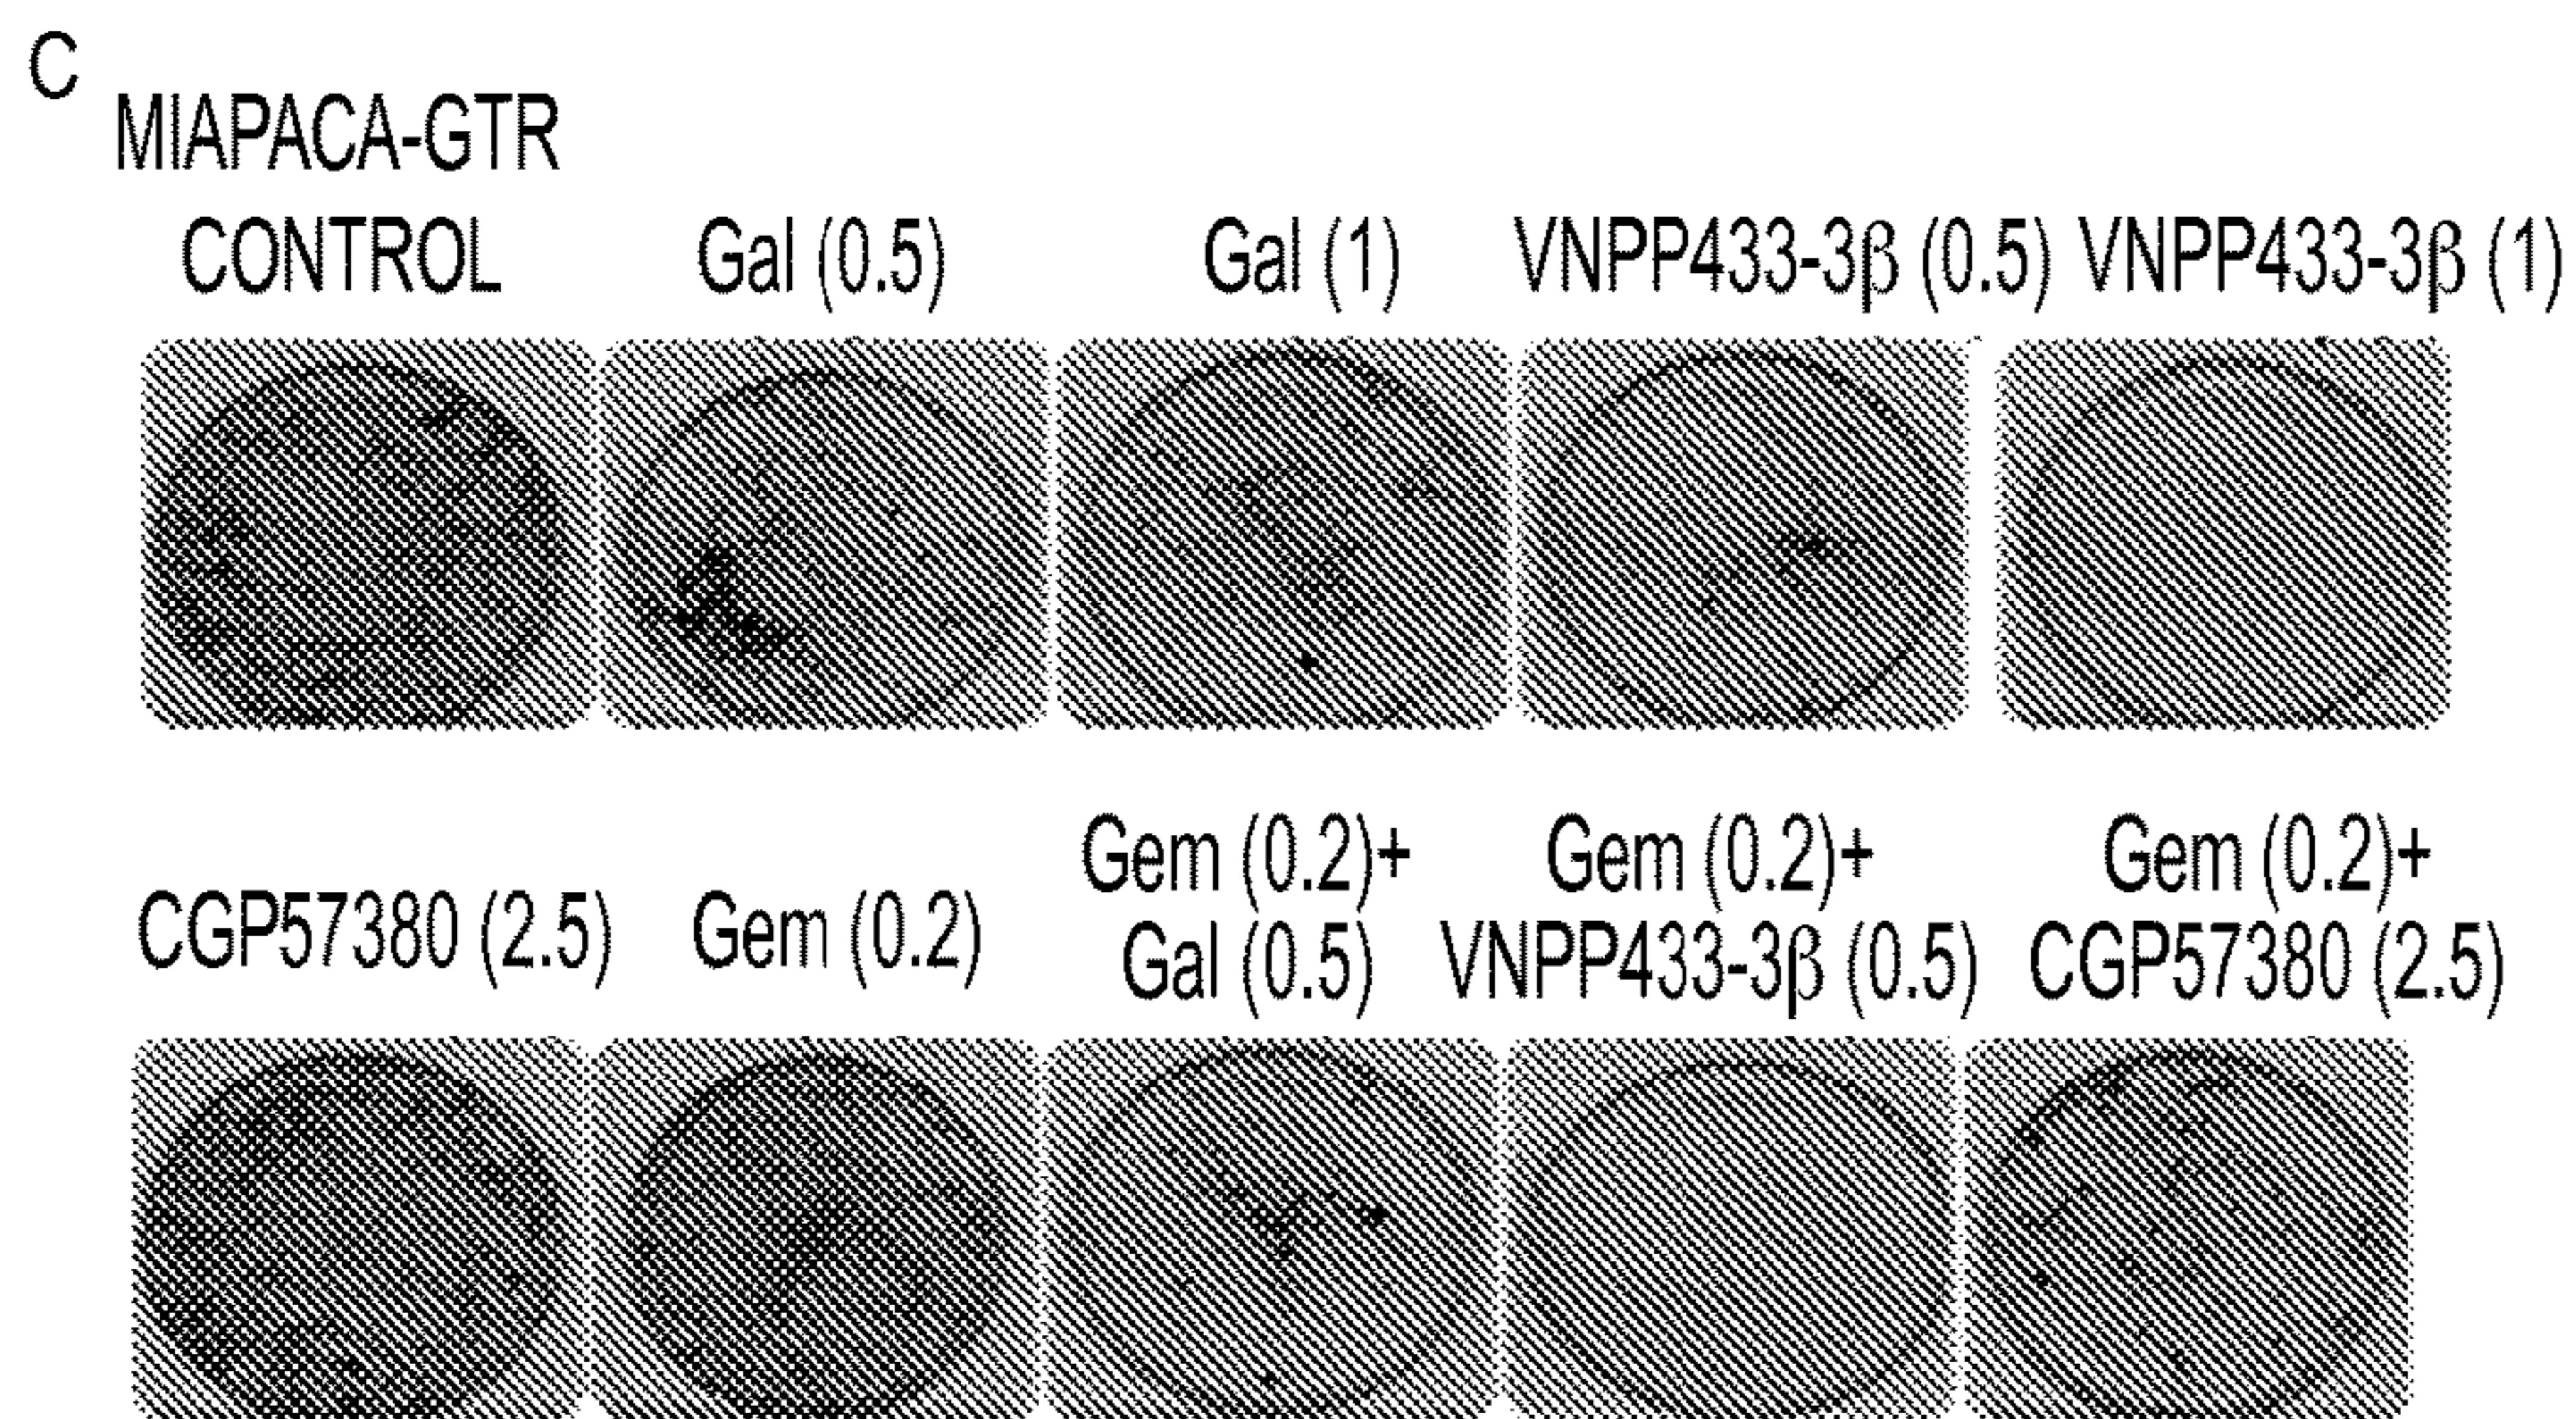 C
MIAPACA-GTR
CONTROL Gal (0.5) Gal (1) VNPP433-3β (0.5) VNPP433-3β (1)
Gem (0.2)+ Gem (0.2)+ Gem (0.2)+
CGP57380 (2.5) Gem (0.2) Gal (0.5) VNPP433-3β (0.5) CGP57380 (2.5)